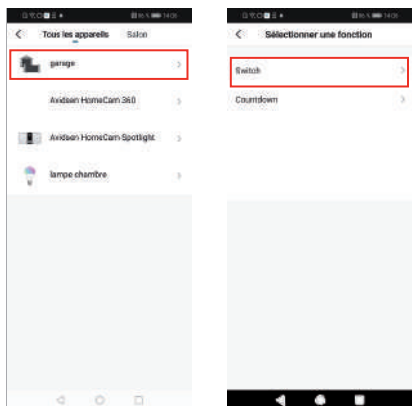 Tous les appareils Salon
garage
Avidsen HomeCam 360
Avidsen HomeCam Spotlight
lampe chambre
Sélectionner une fonction
Switch
Countdown